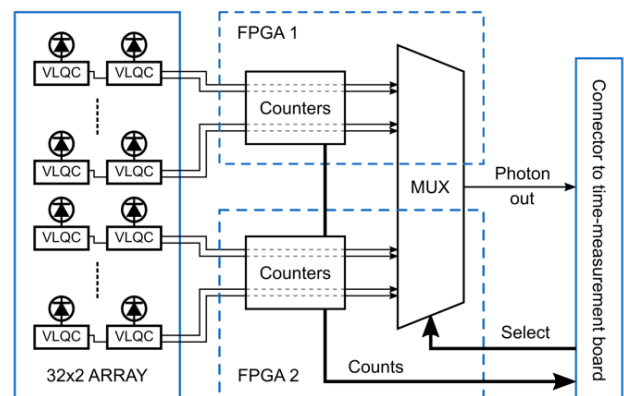 FPGA 1
VLQC VLQC
Counters
VLQC VLQC
MUX
Photon
out
VLQC VLQC
Counters
VLQC VLQC
Select
Counts
32x2 ARRAY
FPGA 2
Connector to time-measurement board